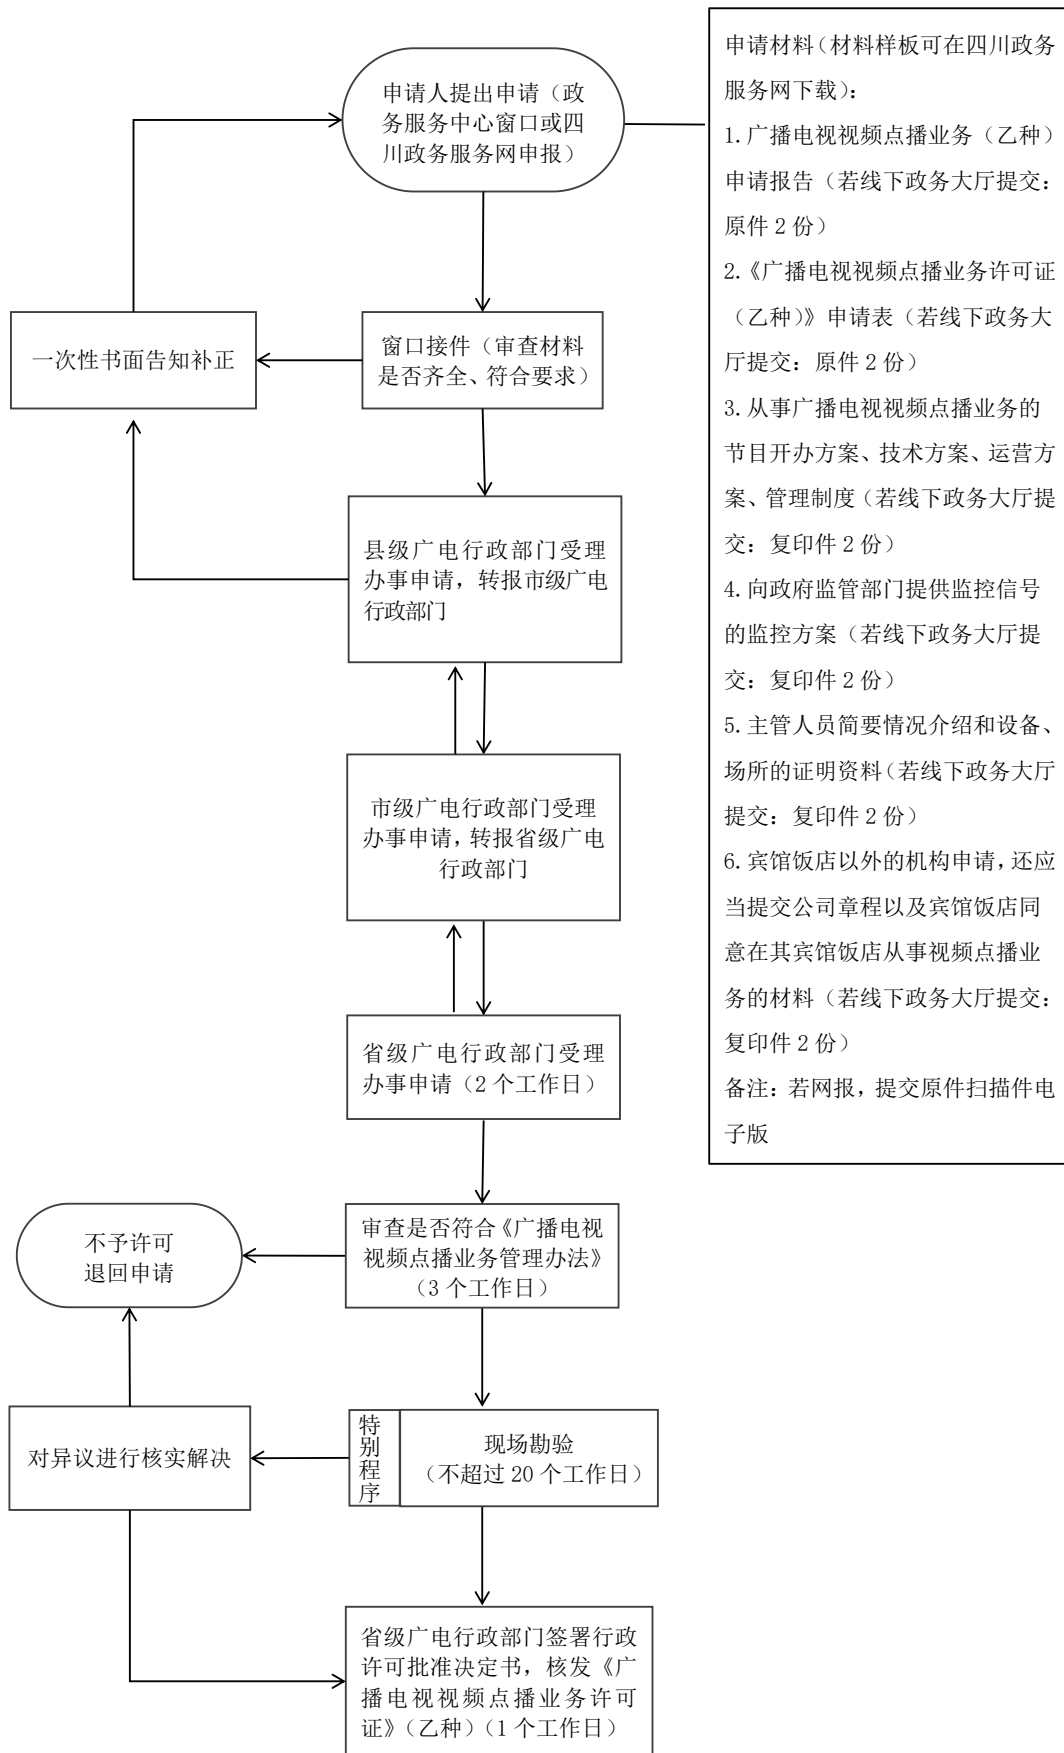 申请人提出申请（政
务服务中心窗口或四
川政务服务网申报）
申请材料（材料样板可在四川政务
服务网下载）：
1.广播电视视频点播业务（乙种）
申请报告（若线下政务大厅提交：
原件 2 份）
2.《广播电视视频点播业务许可证
（乙种）》申请表（若线下政务大
厅提交：原件 2 份）
3.从事广播电视视频点播业务的
节目开办方案、技术方案、运营方
案、管理制度（若线下政务大厅提
交：复印件 2 份）
4.向政府监管部门提供监控信号
的监控方案（若线下政务大厅提
交：复印件 2 份）
5.主管人员简要情况介绍和设备、
场所的证明资料（若线下政务大厅
提交：复印件 2 份）
6.宾馆饭店以外的机构申请，还应
当提交公司章程以及宾馆饭店同
意在其宾馆饭店从事视频点播业
务的材料（若线下政务大厅提交：
复印件 2 份）
备注：若网报，提交原件扫描件电
子版
一次性书面告知补正
窗口接件（审查材料
是否齐全、符合要求）
县级广电行政部门受理
办事申请，转报市级广电
行政部门
市级广电行政部门受理
办事申请，转报省级广电
行政部门
省级广电行政部门受理
办事申请（2 个工作日）
不予许可
退回申请
审查是否符合《广播电视
视频点播业务管理办法》
（3 个工作日）
对异议进行核实解决
特别程序
现场勘验
（不超过 20 个工作日）
省级广电行政部门签署行政
许可批准决定书，核发《广
播电视视频点播业务许可
证》（乙种）（1 个工作日）